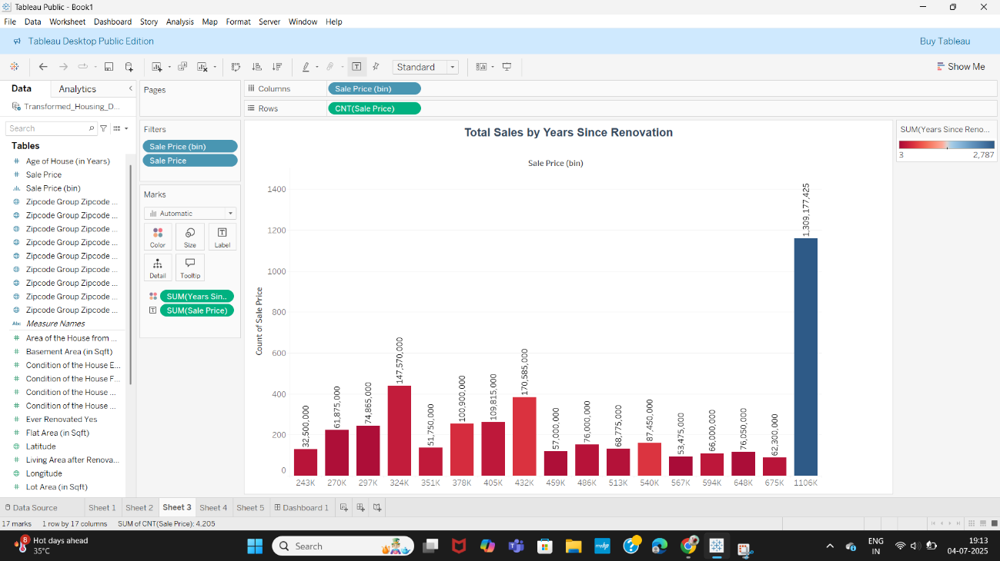 Tableau Public - Book1
File Data Worksheet Dashboard Story Analysis Map Format Server Window Help
Tableau Desktop Public Edition
Buy Tableau
Standard
Show Me
Data Analytics
Transformed_Housing_D...
Search
Tables
Age of House (in Years)
Sale Price
Sale Price (bin)
Zipcode Group Zipcode ...
Zipcode Group Zipcode ...
Zipcode Group Zipcode ...
Zipcode Group Zipcode ...
Zipcode Group Zipcode ...
Zipcode Group Zipcode ...
Zipcode Group Zipcode ...
Zipcode Group Zipcode ...
Zipcode Group Zipcode ...
Abc Measure Names
Area of the House from ...
Basement Area (in Sqft)
Condition of the House E...
Condition of the House F...
Condition of the House ...
Condition of the House ...
Ever Renovated Yes
Flat Area (in Sqft)
Latitude
Living Area after Renova...
Longitude
Lot Area (in Sqft)
Pages
Filters
Sale Price (bin)
Sale Price
Marks
Automatic
Color Size Label
Detail Tooltip
SUM(Years Sin..
SUM(Sale Price)
Columns Sale Price (bin)
Rows CNT(Sale Price)
Total Sales by Years Since Renovation
Sale Price (bin)
Count of Sale Price
1400
1200
1000
800
600
400
200
0
32,500,000
61,875,000
74,865,000
147,570,000
51,750,000
100,900,000
109,815,000
170,585,000
57,000,000
76,000,000
68,775,000
87,450,000
53,475,000
66,000,000
76,050,000
62,300,000
1,309,177,425
243K 270K 297K 324K 351K 378K 405K 432K 459K 486K 513K 540K 567K 594K 648K 675K 1106K
SUM(Years Since Reno...
3 2,787
Data Source Sheet 1 Sheet 2 Sheet 3 Sheet 4 Sheet 5 Dashboard 1
17 marks 1 row by 17 columns SUM of CNT(Sale Price): 4.205
8
Hot days ahead
35°C
Search
myhp
ENG
IN
19:13
04-07-2025